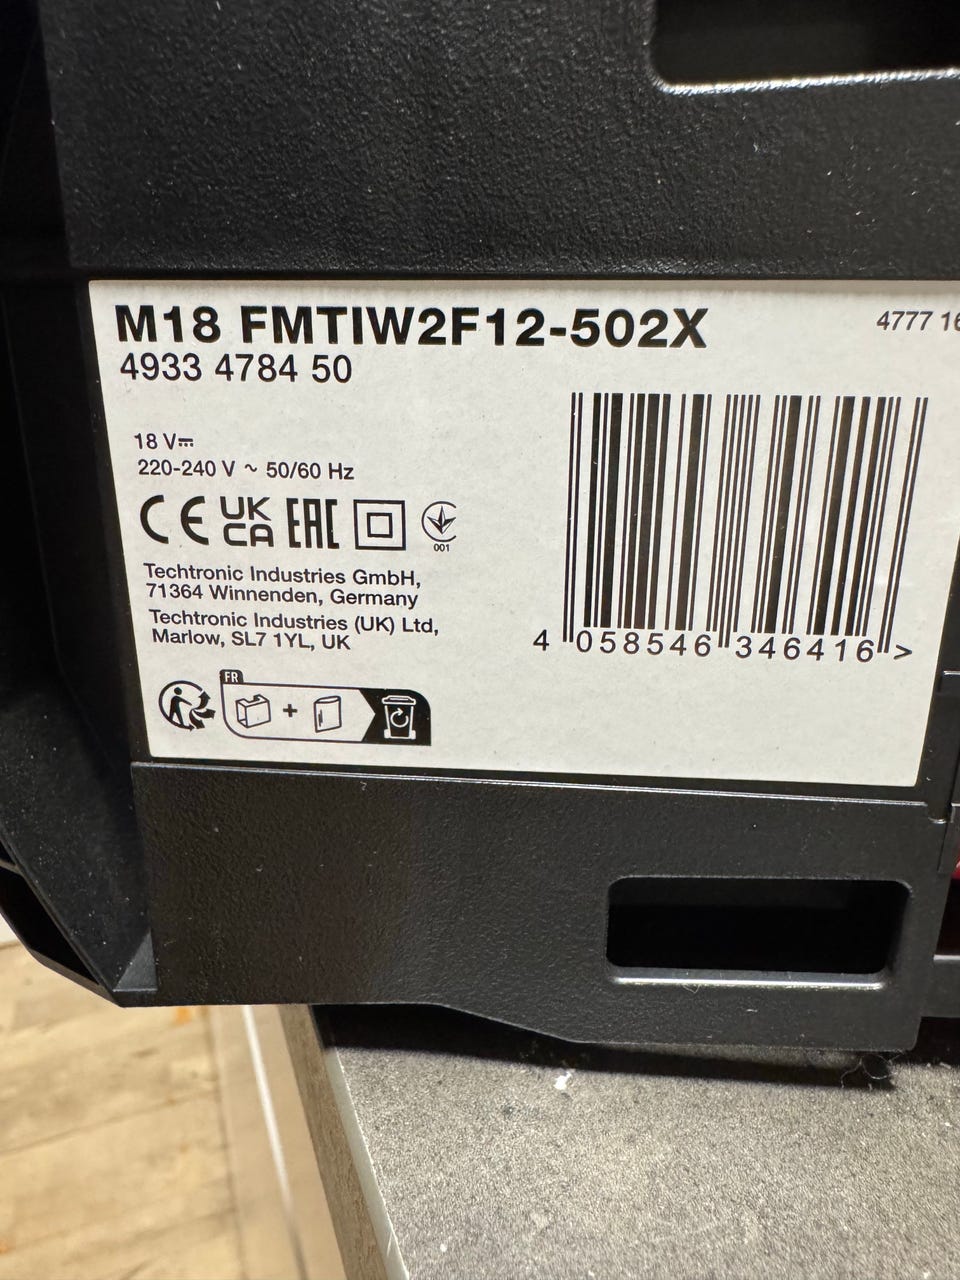 M18 FMTIW2F12-502X
4933 4784 50
4777 16
18 V
220-240 V ~ 50/60 Hz
CE UK CA EAC
001
Techtronic Industries GmbH,
71364 Winnenden, Germany
Techtronic Industries (UK) Ltd,
Marlow, SL7 1YL, UK
4 058546 346416 >
FR
+